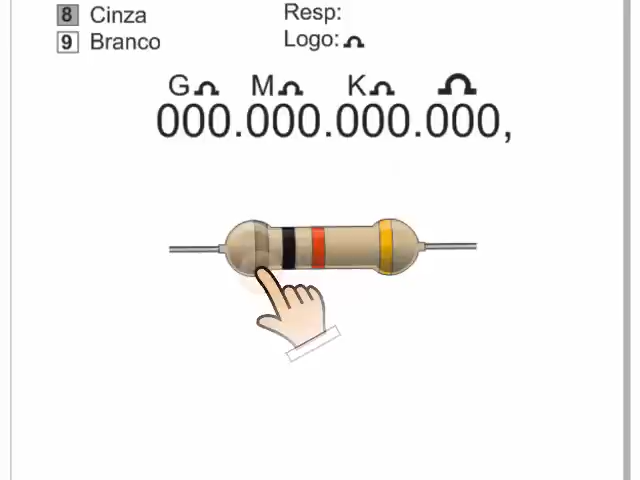 8 Cinza
Resp:
9 Branco
Logo: Ω
GΩ MΩ KΩ Ω
000.000.000.000,